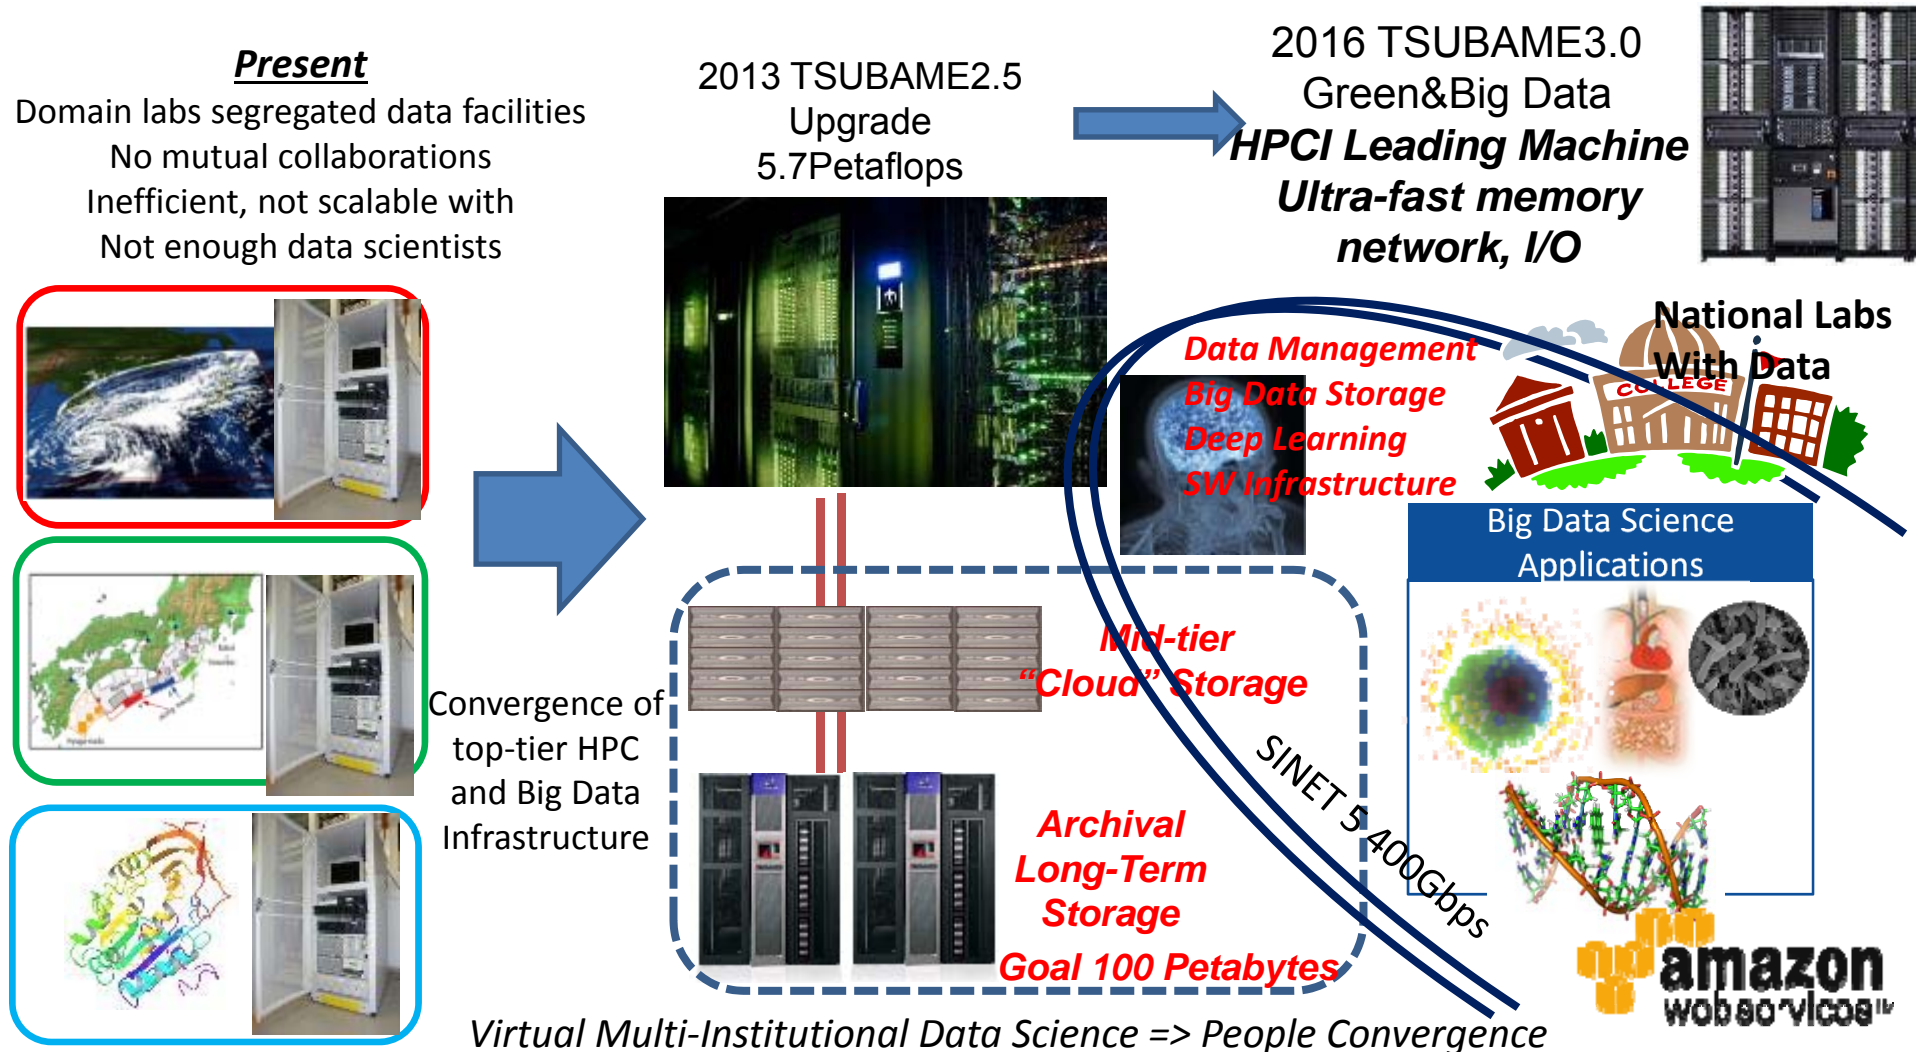 Present
Domain labs segregated data facilities
No mutual collaborations
Inefficient, not scalable with
Not enough data scientists
2013 TSUBAME2.5
Upgrade
5.7Petaflops
2016 TSUBAME3.0
Green&Big Data
HPCI Leading Machine
Ultra-fast memory
network, I/O
National Labs
With Data
COLLEGE
Data Management
Big Data Storage
Deep Learning
SW Infrastructure
Big Data Science
Applications
Mid-tier
“Cloud” Storage
Convergence of
top-tier HPC
and Big Data
Infrastructure
Archival
Long-Term
Storage
Goal 100 Petabytes
SINET 5 400Gbps
amazon
webservices
Virtual Multi-Institutional Data Science => People Convergence